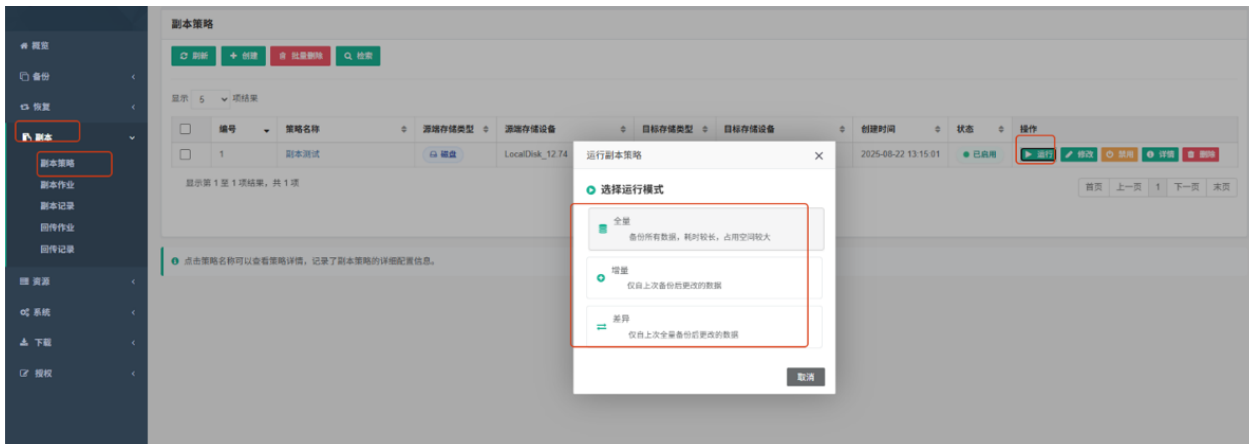 副本策略
概览
备份
恢复
副本
副本策略
副本作业
副本记录
回传作业
回传记录
资源
系统
下载
授权
刷新 创建 批量删除 检索
显示 5 项结果
编号 策略名称 源端存储类型 源端存储设备 目标存储类型 目标存储设备 创建时间 状态 操作
1 副本测试 磁盘 LocalDisk_12.74 2025-08-22 13:15:01 已启用 运行 修改 禁用 详情 删除
显示第 1 至 1 项结果，共 1 项
首页 上一页 1 下一页 末页
点击策略名称可以查看策略详情，记录了副本策略的详细配置信息。
运行副本策略
选择运行模式
全量
备份所有数据，耗时较长，占用空间较大
增量
仅自上次备份后更改的数据
差异
仅自上次全量备份后更改的数据
取消